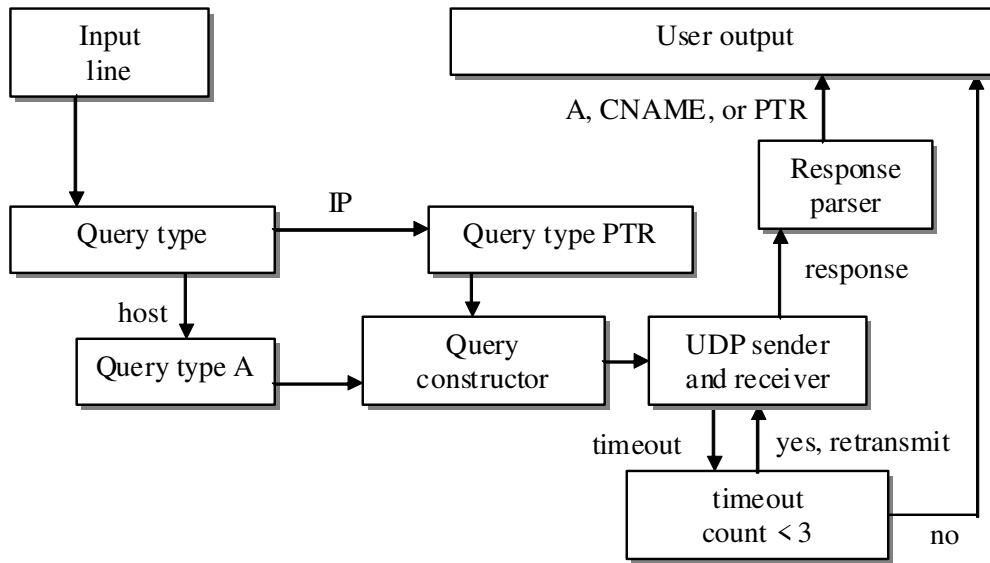 Input
line
User output
A, CNAME, or PTR
Response
parser
IP
Query type
Query type PTR
response
host
Query type A
Query
constructor
UDP sender
and receiver
timeout
yes, retransmit
timeout
count < 3
no